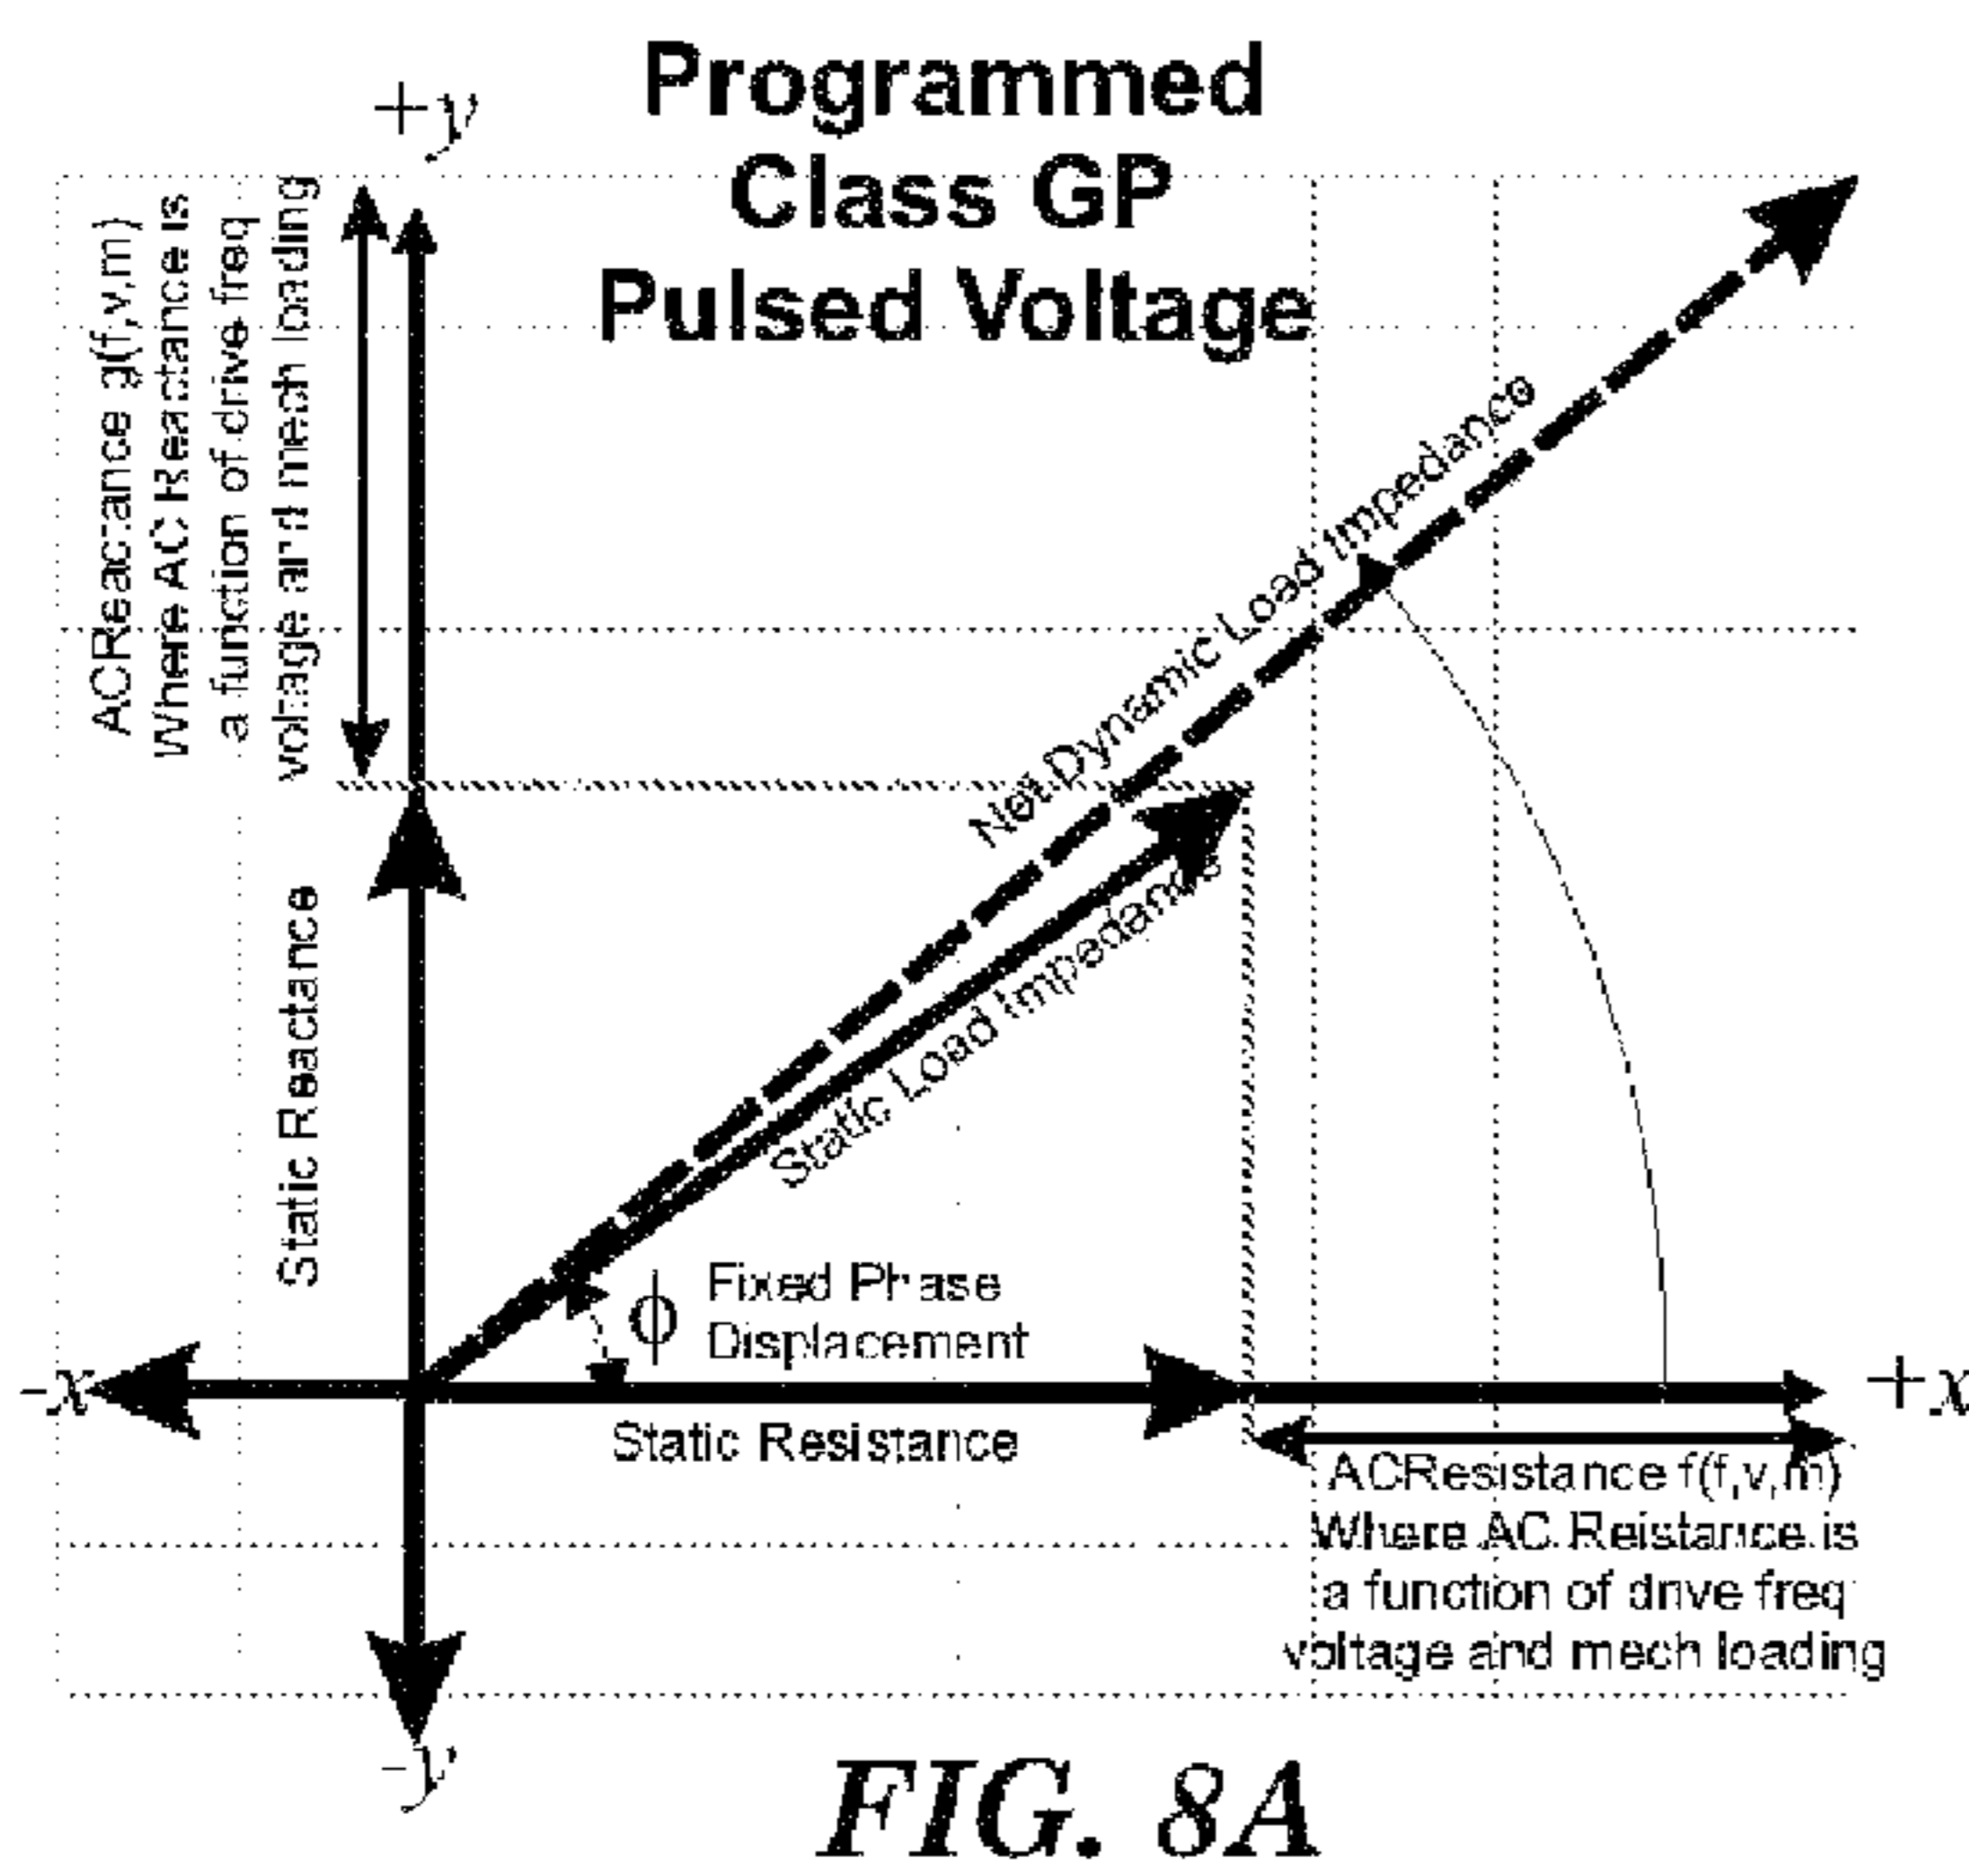 Programmed
Class GP
Pulsed Voltage
+y
ACReactance g(f,v,m)
Where AC Reactance is
a function of drive freq
voltage and mech loading
Not Dynamic Load Impedance
Static Load Impedance
Static Reactance
ϕ
Fixed Phase
Displacement
-x
+x
Static Resistance
ACResistance f(f,v,m)
Where AC Reistance is
a function of drive freq
voltage and mech loading
-y
FIG. 8A